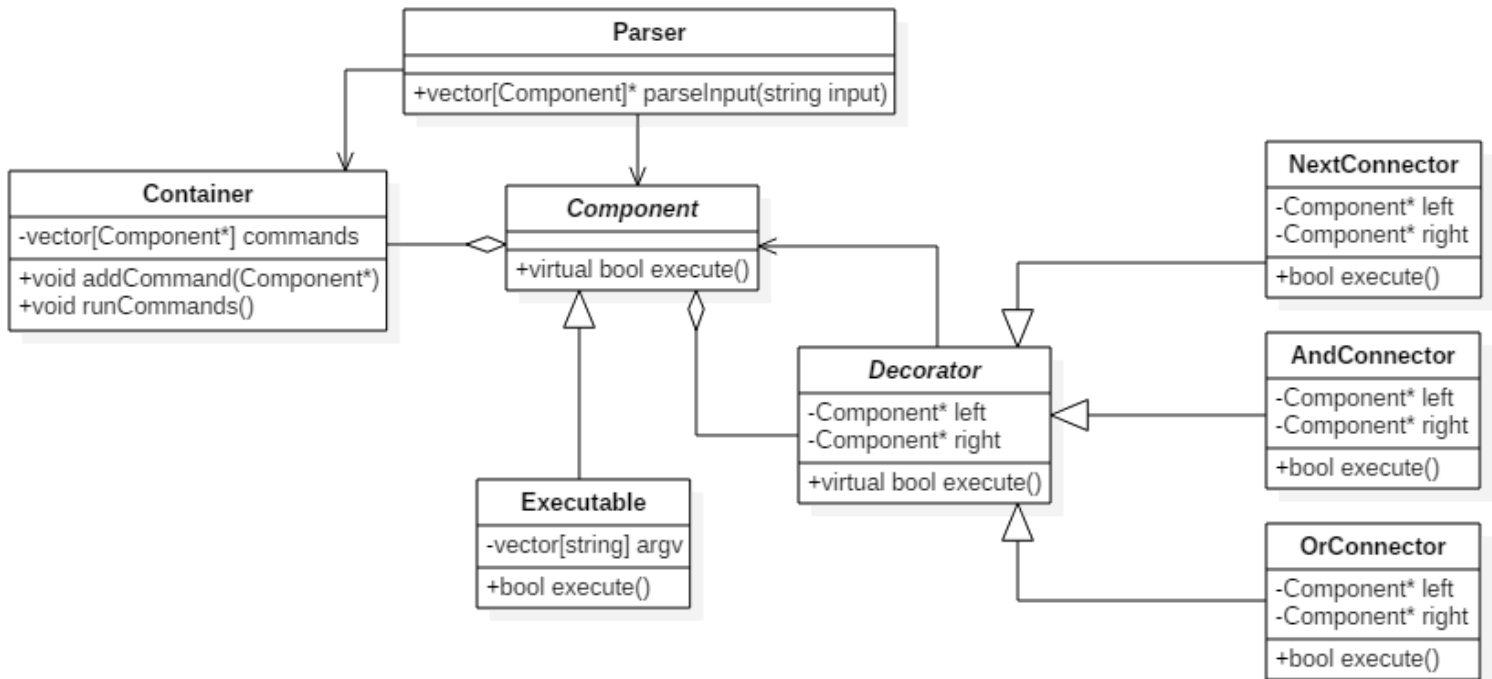 Parser
+vector[Component]* parseInput(string input)
Container
-vector[Component*] commands
+void addCommand(Component*)
+void runCommands()
Component
+virtual bool execute()
Executable
-vector[string] argv
+bool execute()
Decorator
-Component* left
-Component* right
+virtual bool execute()
NextConnector
-Component* left
-Component* right
+bool execute()
AndConnector
-Component* left
-Component* right
+bool execute()
OrConnector
-Component* left
-Component* right
+bool execute()